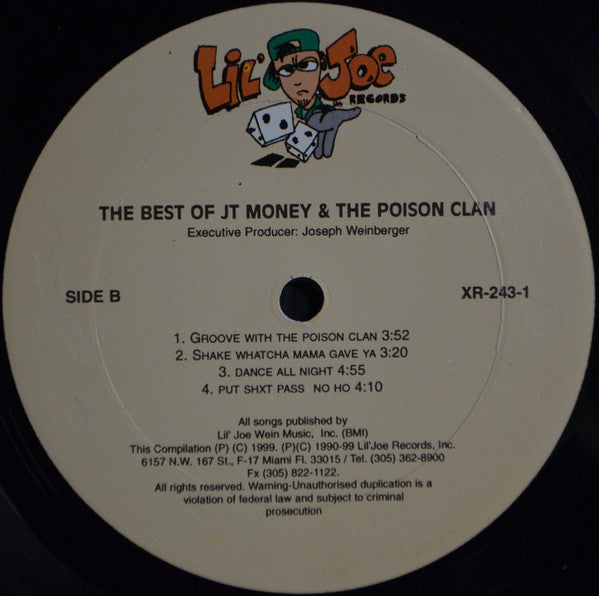 LIL' JOE
RECORDS
THE BEST OF JT MONEY & THE POISON CLAN
Executive Producer: Joseph Weinberger
SIDE B XR-243-1
1. GROOVE WITH THE POISON CLAN 3:52
2. SHAKE WHATCHA MAMA GAVE YA 3:20
3. DANCE ALL NIGHT 4:55
4. PUT SHXT PASS NO HO 4:10
All songs published by
Lil' Joe Wein Music, Inc. (BMI)
This Compilation (P) (C) 1999. (P)(C) 1990-99 Lil'Joe Records, Inc.
6157 N.W. 167 St., F-17 Miami Fl. 33015 / Tel. (305) 362-8900
Fx (305) 822-1122.
All rights reserved. Warning-Unauthorised duplication is a
violation of federal law and subject to criminal
prosecution